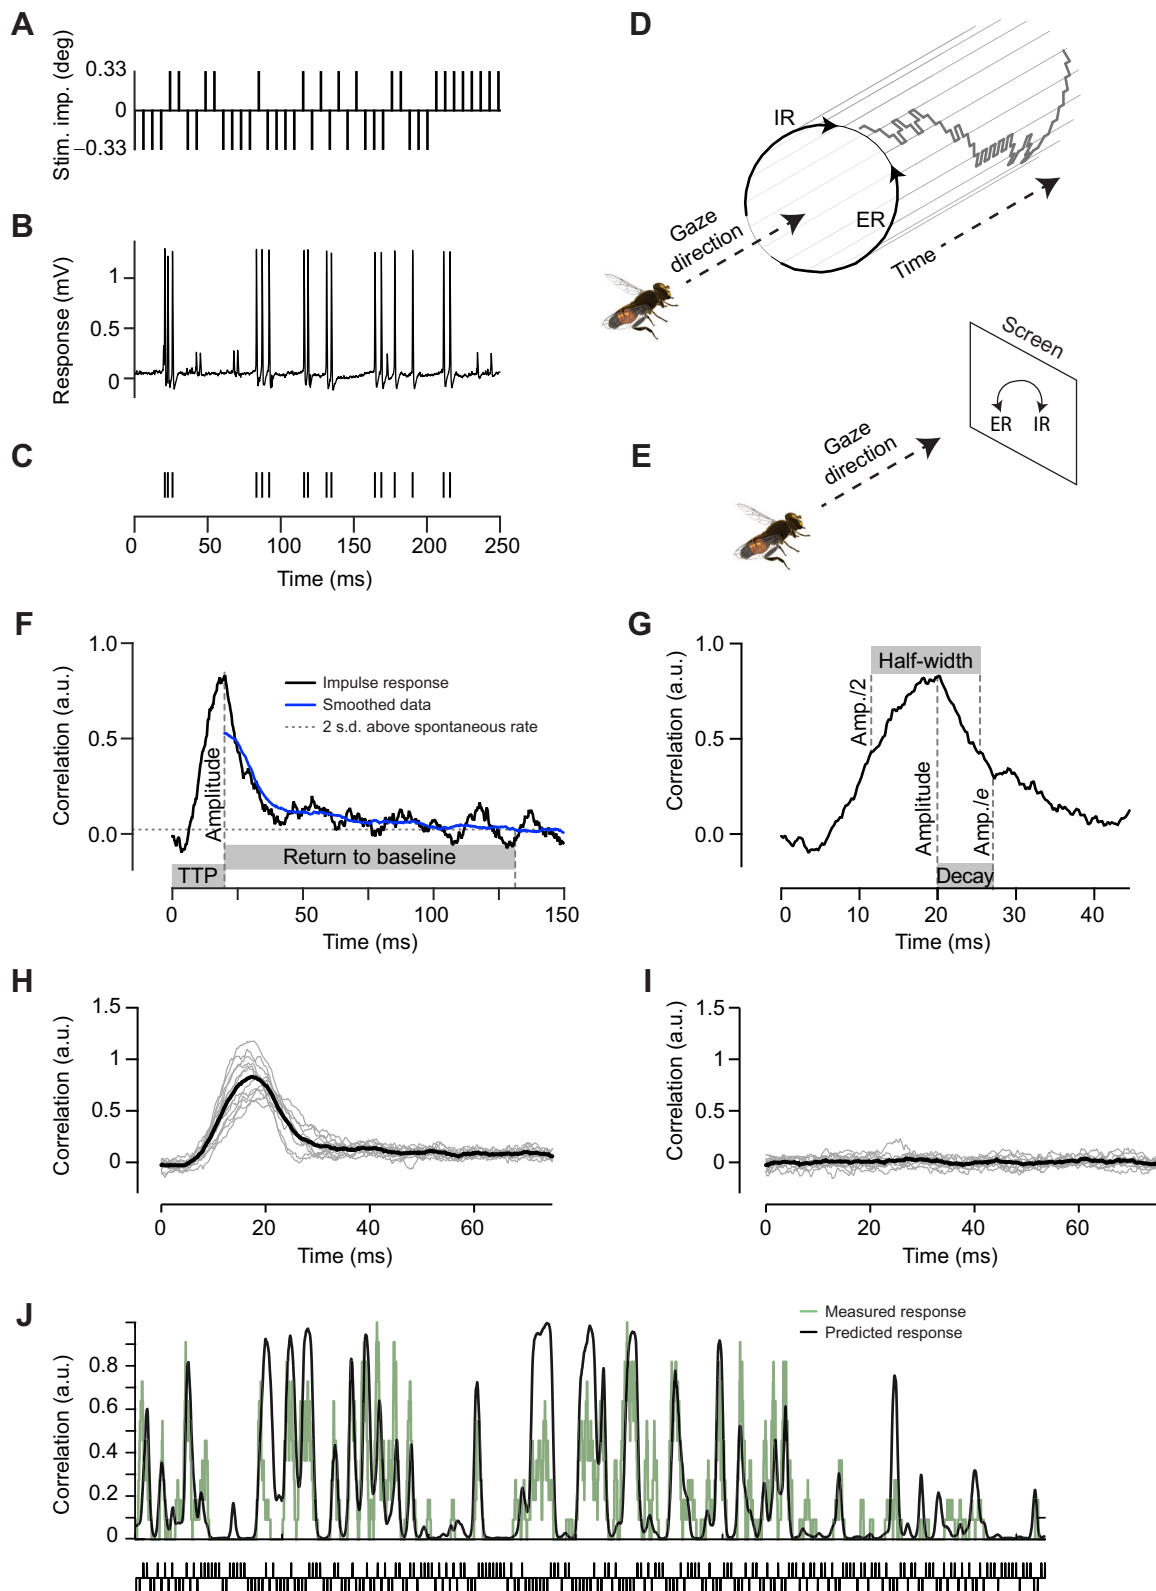 A
Stim. imp. (deg)
0.33
0
–0.33
B
Response (mV)
1
0.5
0
C
0 50 100 150 200 250
Time (ms)
D
IR
ER
Gaze
direction
Time
E
Screen
ER IR
Gaze
direction
F
Correlation (a.u.)
1.0
0.5
0.0
Impulse response
Smoothed data
2 s.d. above spontaneous rate
Amplitude
Return to baseline
TTP
0 50 100 150
Time (ms)
G
Correlation (a.u.)
1.0
0.5
0.0
Half-width
Amp./2
Amplitude
Amp./e
Decay
0 10 20 30 40
Time (ms)
H
Correlation (a.u.)
1.5
1
0.5
0
0 20 40 60
Time (ms)
I
Correlation (a.u.)
1.5
1
0.5
0
0 20 40 60
Time (ms)
J
Measured response
Predicted response
Correlation (a.u.)
0.8
0.6
0.4
0.2
0